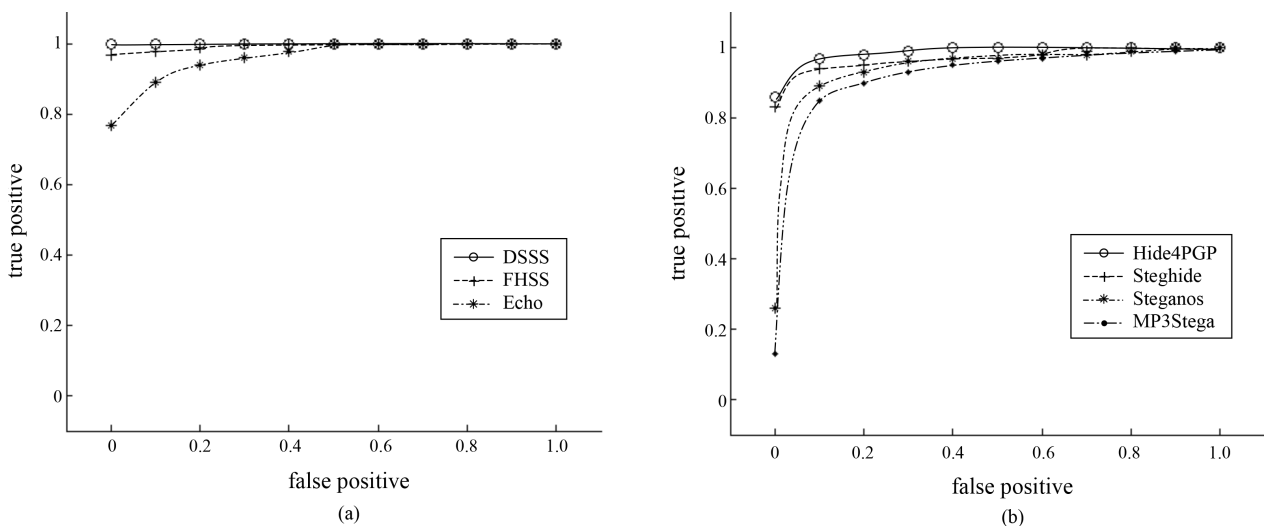 1
0.8
0.6
0.4
0.2
0
true positive
DSSS
FHSS
Echo
0
0.2
0.4
0.6
0.8
1.0
false positive
(a)
1
0.8
0.6
0.4
0.2
0
true positive
Hide4PGP
Steghide
Steganos
MP3Stega
0
0.2
0.4
0.6
0.8
1.0
false positive
(b)